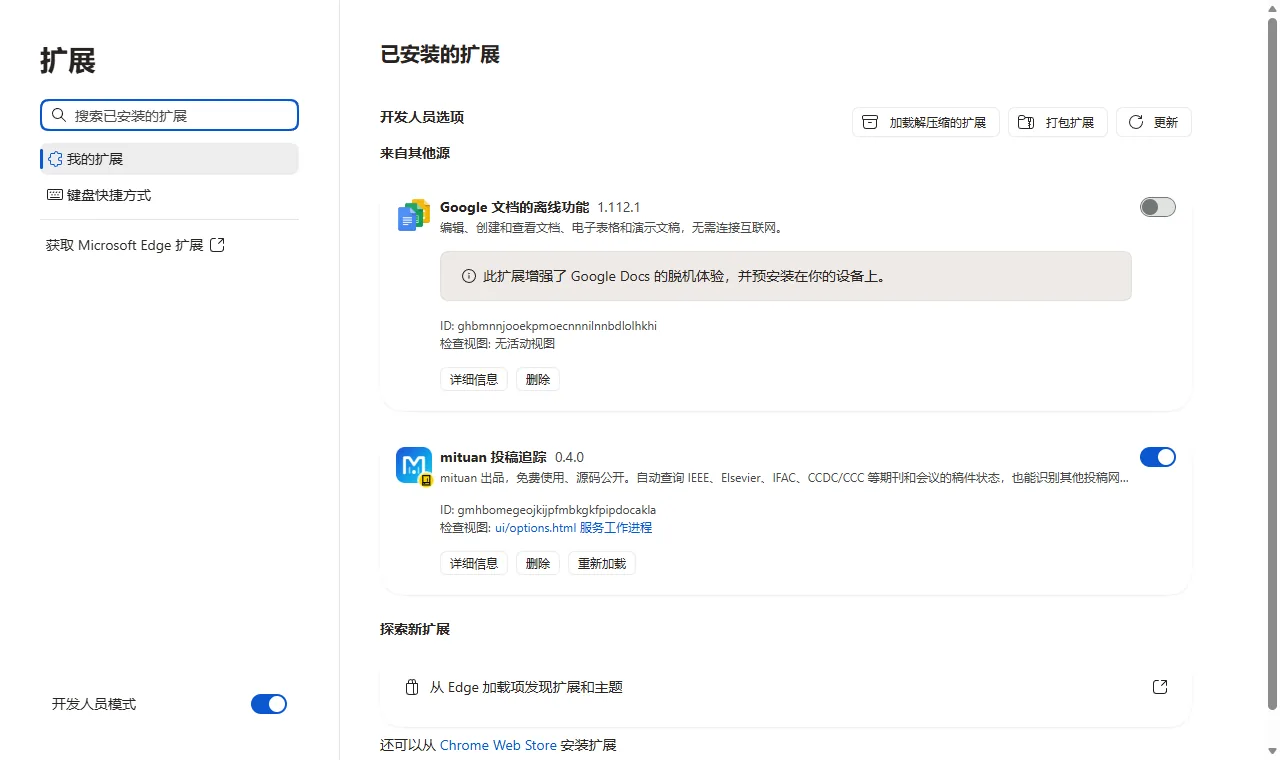 扩展
搜索已安装的扩展
我的扩展
键盘快捷方式
获取 Microsoft Edge 扩展
开发人员模式
已安装的扩展
开发人员选项
加载解压缩的扩展
打包扩展
更新
来自其他源
Google 文档的离线功能 1.112.1
编辑、创建和查看文档、电子表格和演示文稿，无需连接互联网。
此扩展增强了 Google Docs 的脱机体验，并预安装在你的设备上。
ID: ghbmnnjooekpmoecnnnilnnbdlolhkhi
检查视图: 无活动视图
详细信息
删除
mituan 投稿追踪 0.4.0
mituan 出品，免费使用、源码公开。自动查询 IEEE、Elsevier、IFAC、CCDC/CCC 等期刊和会议的稿件状态，也能识别其他投稿网...
ID: gmhbomegeojkijpfmbkgkfpipdocakla
检查视图: ui/options.html 服务工作进程
详细信息
删除
重新加载
探索新扩展
从 Edge 加载项发现扩展和主题
还可以从 Chrome Web Store 安装扩展